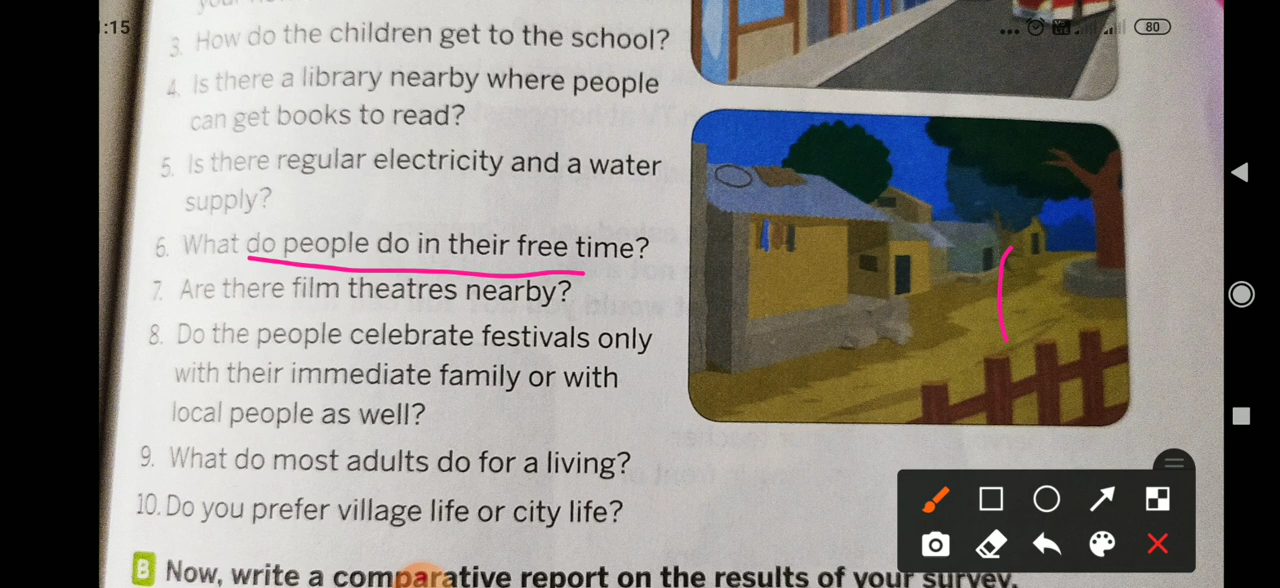 :15
80
3. How do the children get to the school?
4. Is there a library nearby where people
can get books to read?
5. Is there regular electricity and a water
supply?
6. What do people do in their free time?
7. Are there film theatres nearby?
8. Do the people celebrate festivals only
with their immediate family or with
local people as well?
9. What do most adults do for a living?
10. Do you prefer village life or city life?
B Now, write a comparative report on the results of your survey.